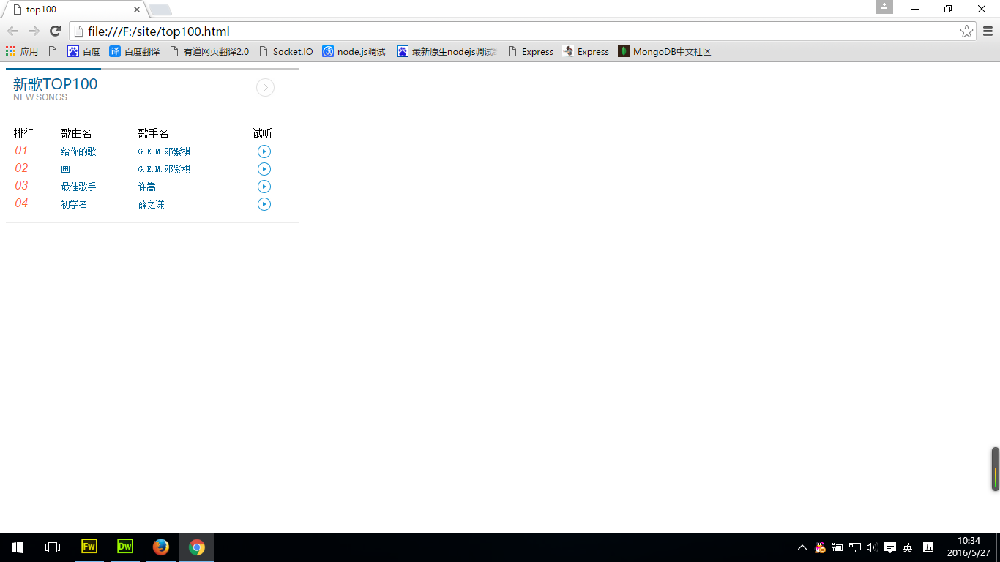 top100
file:///F:/site/top100.html
应用 百度 译 百度翻译 有道网页翻译2.0 Socket.IO node.js调试 最新原生nodejs调试 Express Express MongoDB中文社区
新歌TOP100
NEW SONGS
排行 歌曲名 歌手名 试听
01 给你的歌 G.E.M.邓紫棋
02 画 G.E.M.邓紫棋
03 最佳歌手 许嵩
04 初学者 薛之谦
Fw Dw 英 五 10:34
2016/5/27